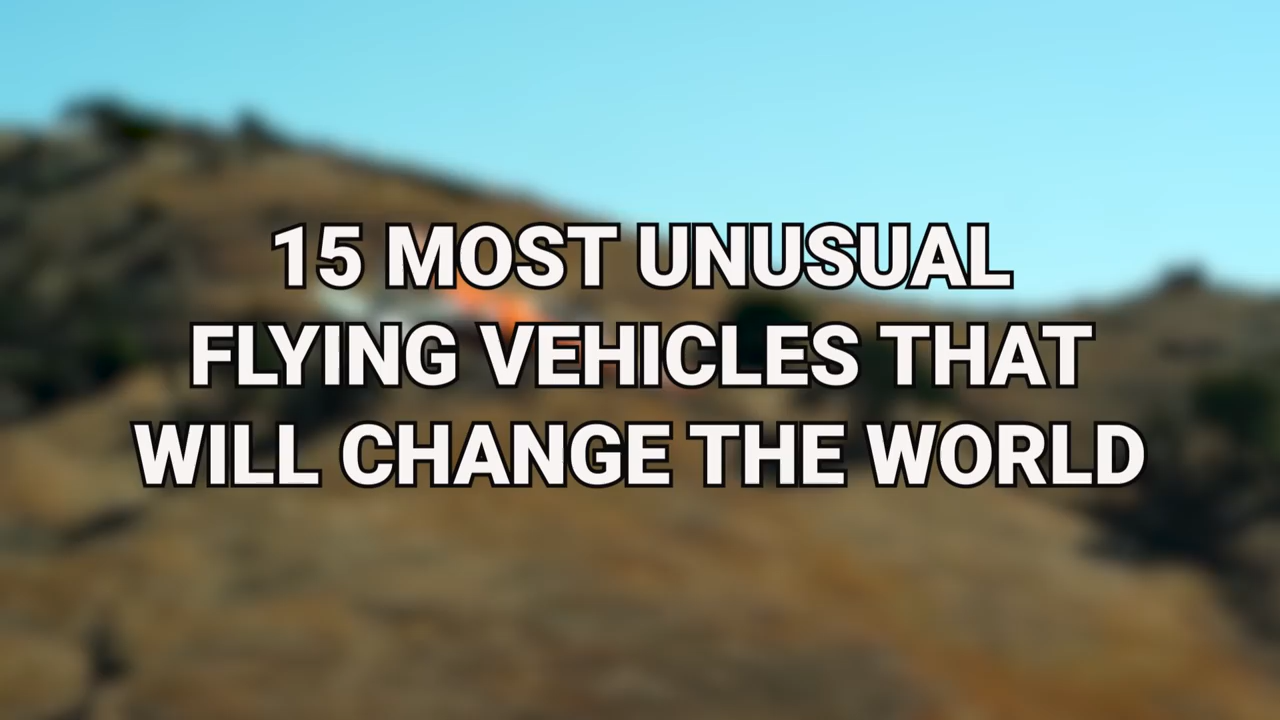 15 MOST UNUSUAL
FLYING VEHICLES THAT
WILL CHANGE THE WORLD